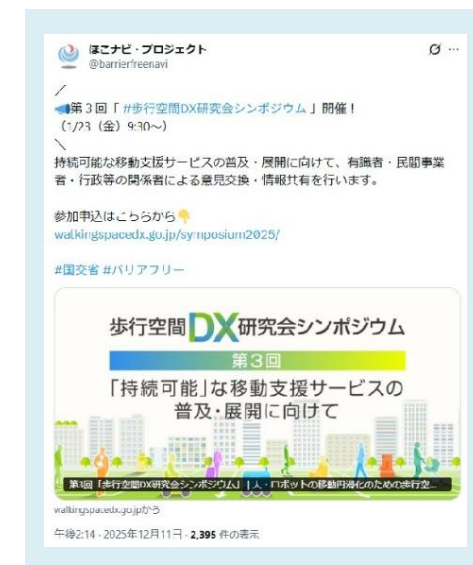 ほこナビ・プロジェクト
@barrierfreenavi
／
📢第3回「 #歩行空間DX研究会シンポジウム 」開催！
（1/23（金）9:30～）
＼
持続可能な移動支援サービスの普及・展開に向けて、有識者・民間事業
者・行政等の関係者による意見交換・情報共有を行います。
参加申込はこちらから👇
walkingspacedx.go.jp/symposium2025/
#国交省 #バリアフリー
歩行空間DX研究会シンポジウム
第3回
「持続可能」な移動支援サービスの
普及・展開に向けて
第3回「歩行空間DX研究会シンポジウム」 | 人・ロボットの移動円滑化のための歩行空...
walkingspacedx.go.jpから
午後2:14 · 2025年12月11日 · 2,395 件の表示